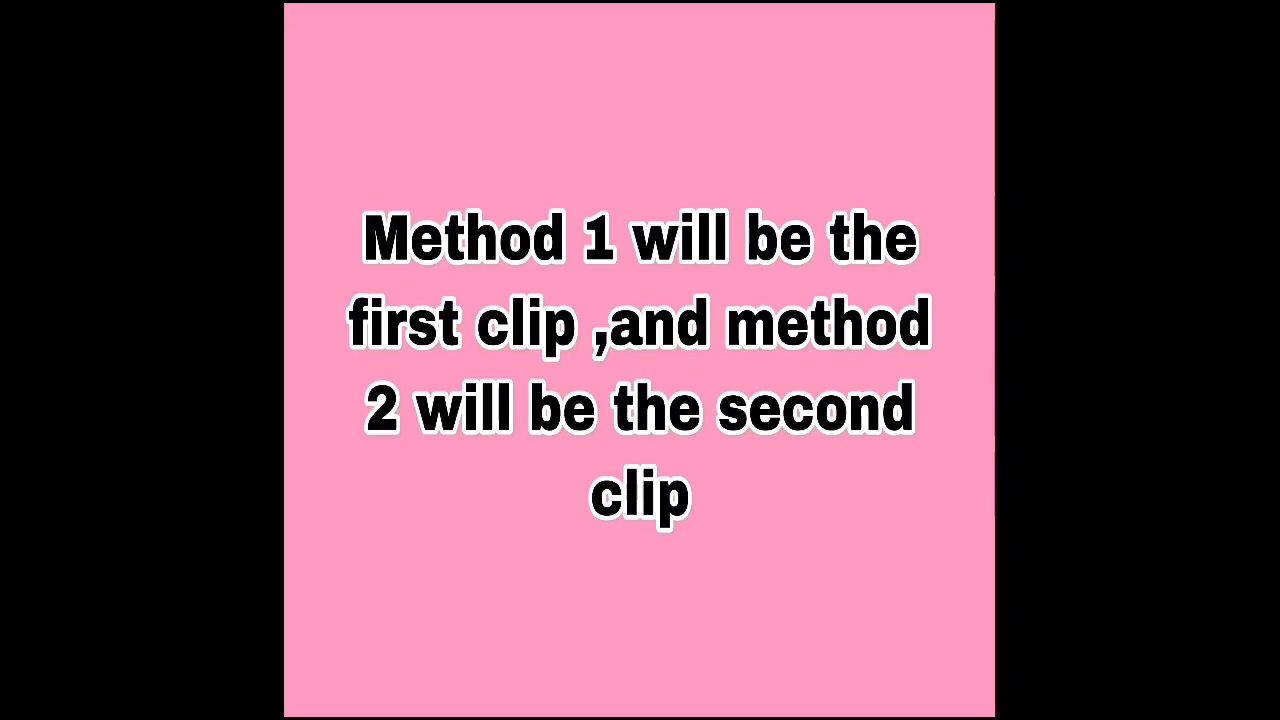 Method 1 will be the
first clip ,and method
2 will be the second
clip